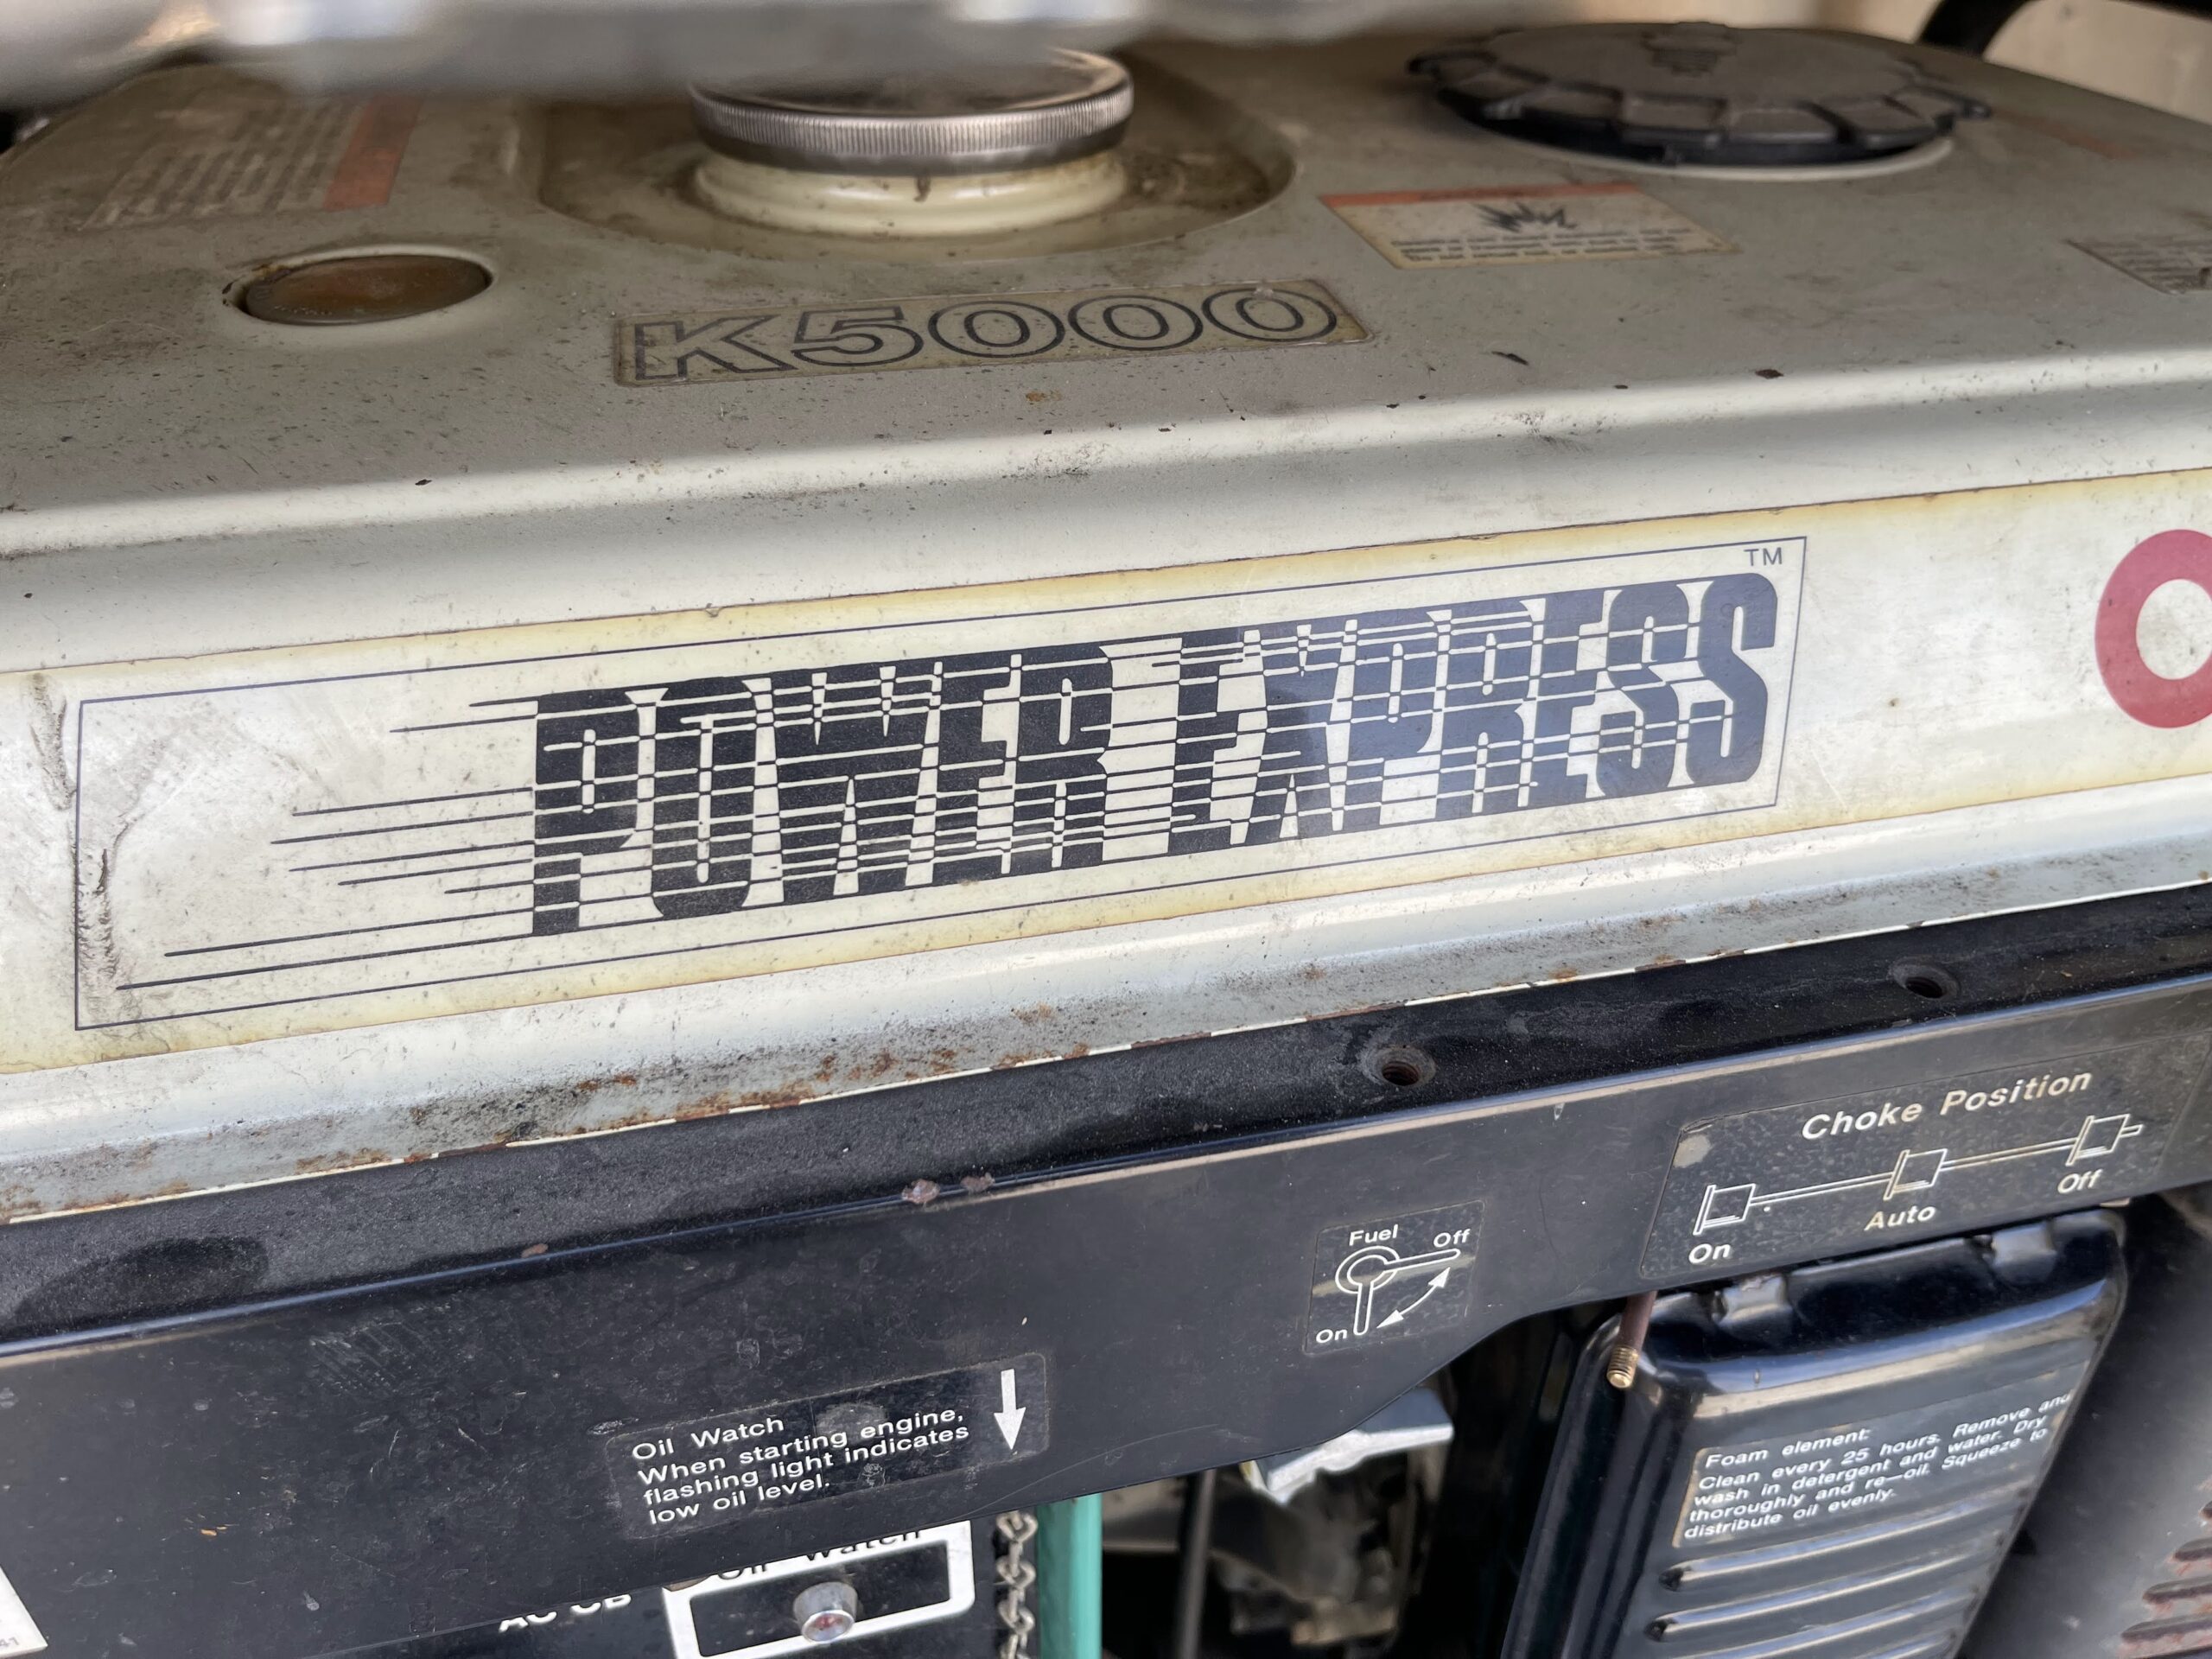 K5000
POWER EXPRESS
TM
Choke Position
On
Auto
Off
Fuel
Off
On
Oil Watch
When starting engine,
flashing light indicates
low oil level.
Foam element:
Clean every 25 hours. Remove and
wash in detergent and water. Dry
thoroughly and re-oil. Squeeze to
distribute oil evenly.
Oil Watch
AC CB
41